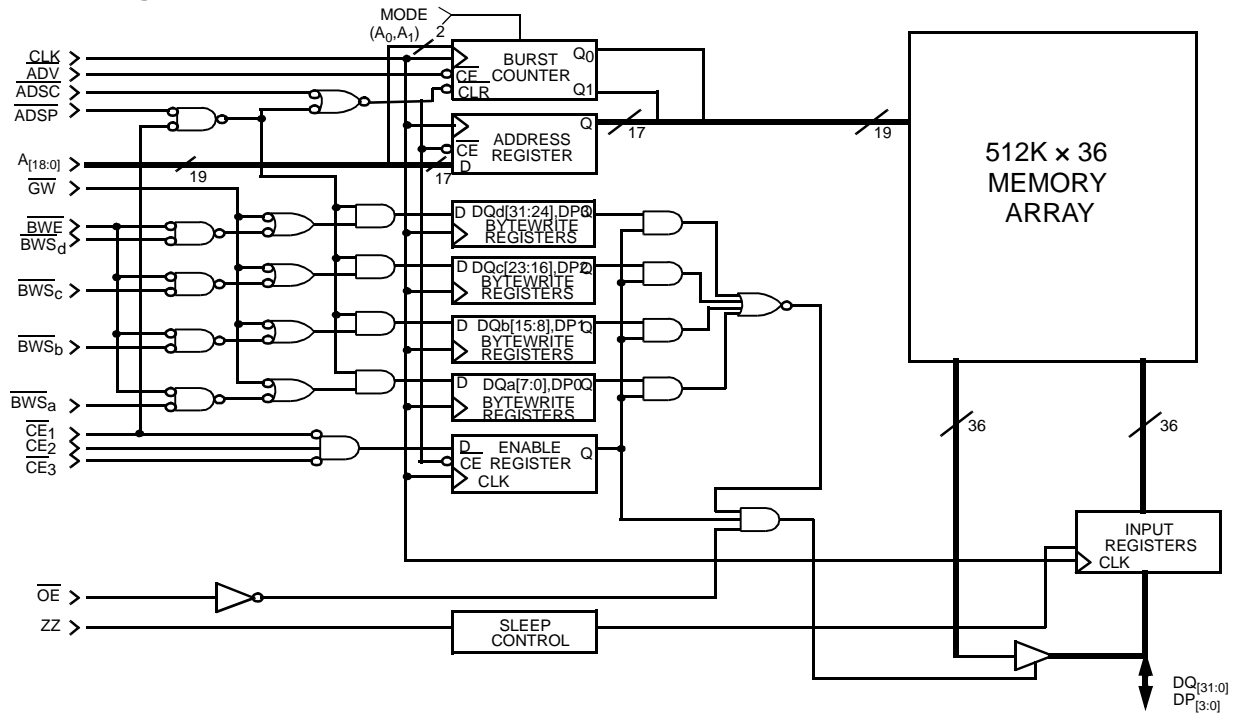 MODE
(A0,A1) 2
CLK
ADV
ADSC
ADSP
BURST
COUNTER
CE
CLR
Q0
Q1
ADDRESS
REGISTER
CE
D
Q
17
19
A[18:0]
19
17
GW
BWE
BWSd
BWSc
BWSb
BWSa
CE1
CE2
CE3
D DQd[31:24],DP3 Q
BYTEWRITE
REGISTERS
D DQc[23:16],DP2 Q
BYTEWRITE
REGISTERS
D DQb[15:8],DP1 Q
BYTEWRITE
REGISTERS
D DQa[7:0],DP0 Q
BYTEWRITE
REGISTERS
D ENABLE
CE REGISTER Q
CLK
512K × 36
MEMORY
ARRAY
36
36
INPUT
REGISTERS
CLK
OE
ZZ
SLEEP
CONTROL
DQ[31:0]
DP[3:0]